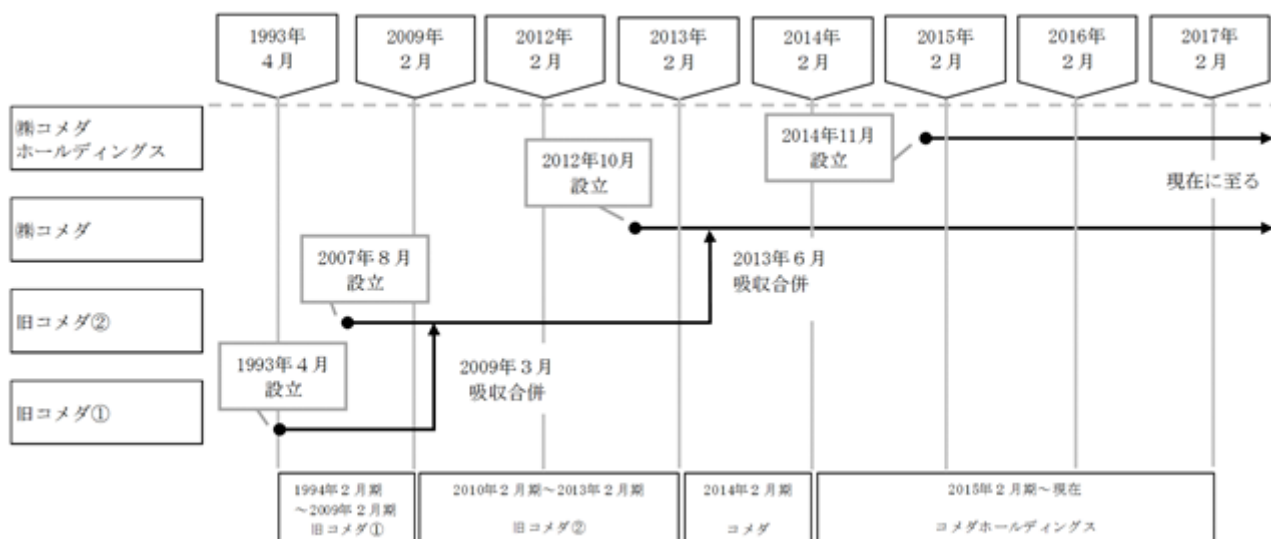 1993年
4月
2009年
2月
2012年
2月
2013年
2月
2014年
2月
2015年
2月
2016年
2月
2017年
2月
㈱コメダ
ホールディングス
2014年11月
設立
現在に至る
2012年10月
設立
㈱コメダ
2013年6月
吸収合併
2007年8月
設立
旧コメダ②
2009年3月
吸収合併
1993年4月
設立
旧コメダ①
1994年2月期
～2009年2月期
旧コメダ①
2010年2月期～2013年2月期
旧コメダ②
2014年2月期
コメダ
2015年2月期～現在
コメダホールディングス